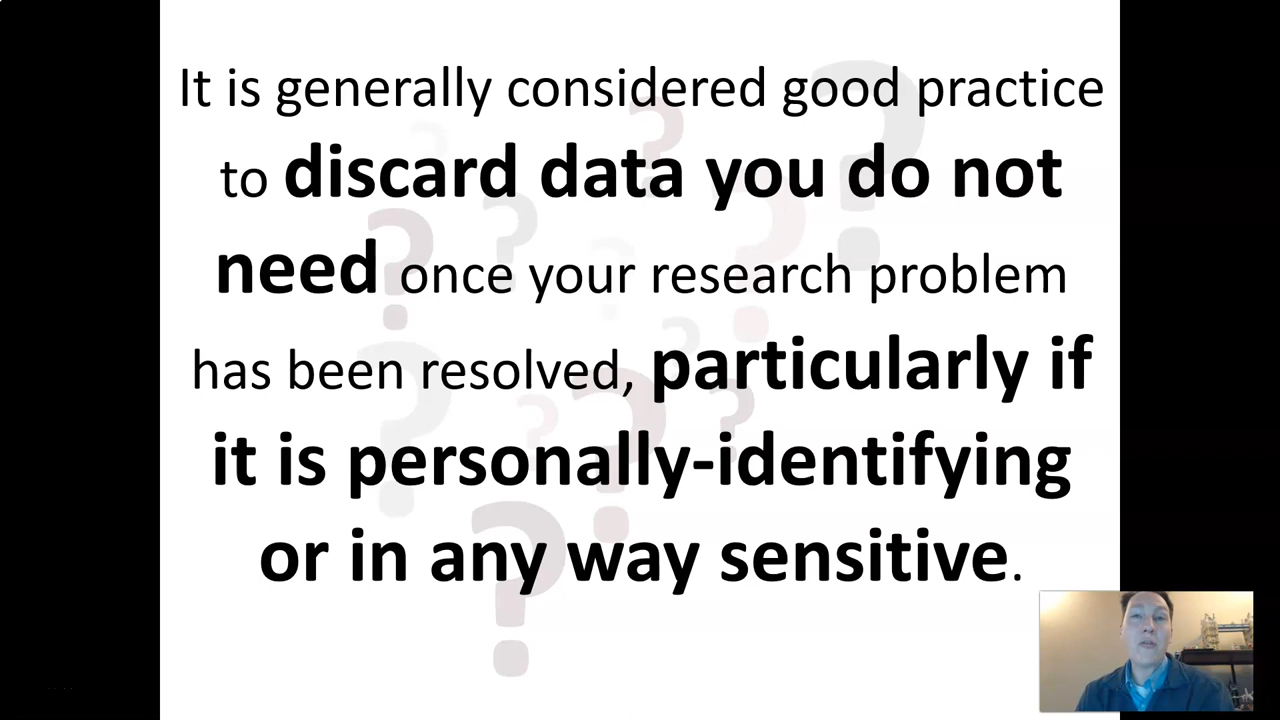 It is generally considered good practice
to discard data you do not
need once your research problem
has been resolved, particularly if
it is personally-identifying
or in any way sensitive.